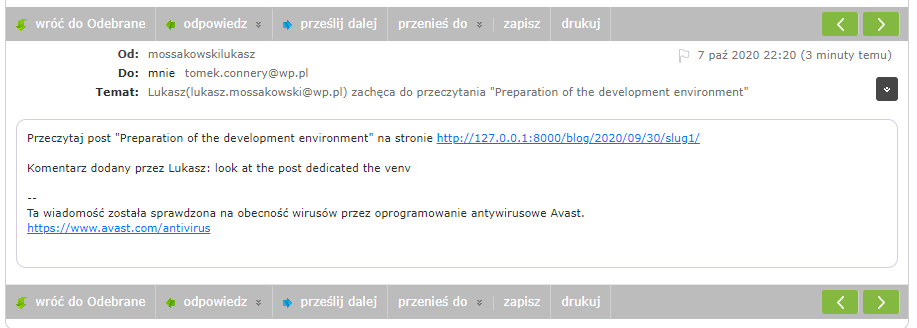 wróć do Odebrane odpowiedz prześlij dalej przenieś do zapisz drukuj
Od: mossakowskilukasz 7 paź 2020 22:20 (3 minuty temu)
Do: mnie tomek.connery@wp.pl
Temat: Lukasz(lukasz.mossakowski@wp.pl) zachęca do przeczytania "Preparation of the development environment"
Przeczytaj post "Preparation of the development environment" na stronie http://127.0.0.1:8000/blog/2020/09/30/slug1/
Komentarz dodany przez Lukasz: look at the post dedicated the venv
--
Ta wiadomość została sprawdzona na obecność wirusów przez oprogramowanie antywirusowe Avast.
https://www.avast.com/antivirus
wróć do Odebrane odpowiedz prześlij dalej przenieś do zapisz drukuj